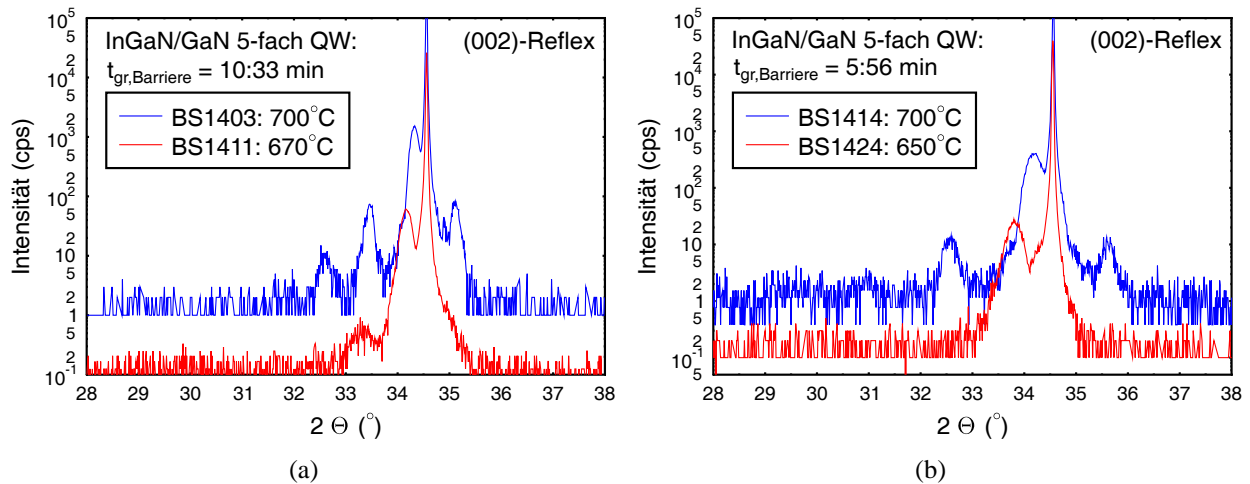 InGaN/GaN 5-fach QW:
(002)-Reflex
t_gr,Barriere = 10:33 min
BS1403: 700°C
BS1411: 670°C
Intensität (cps)
10^5
5
2
10^4
5
2
10^3
5
2
10^2
5
2
10
5
2
1
5
2
10^-1
28 29 30 31 32 33 34 35 36 37 38
2 Θ (°)
(a)
InGaN/GaN 5-fach QW:
(002)-Reflex
t_gr,Barriere = 5:56 min
BS1414: 700°C
BS1424: 650°C
Intensität (cps)
10^5
5
2
10^4
5
2
10^3
5
2
10^2
5
2
10
5
2
1
5
2
10^-1
5
28 29 30 31 32 33 34 35 36 37 38
2 Θ (°)
(b)